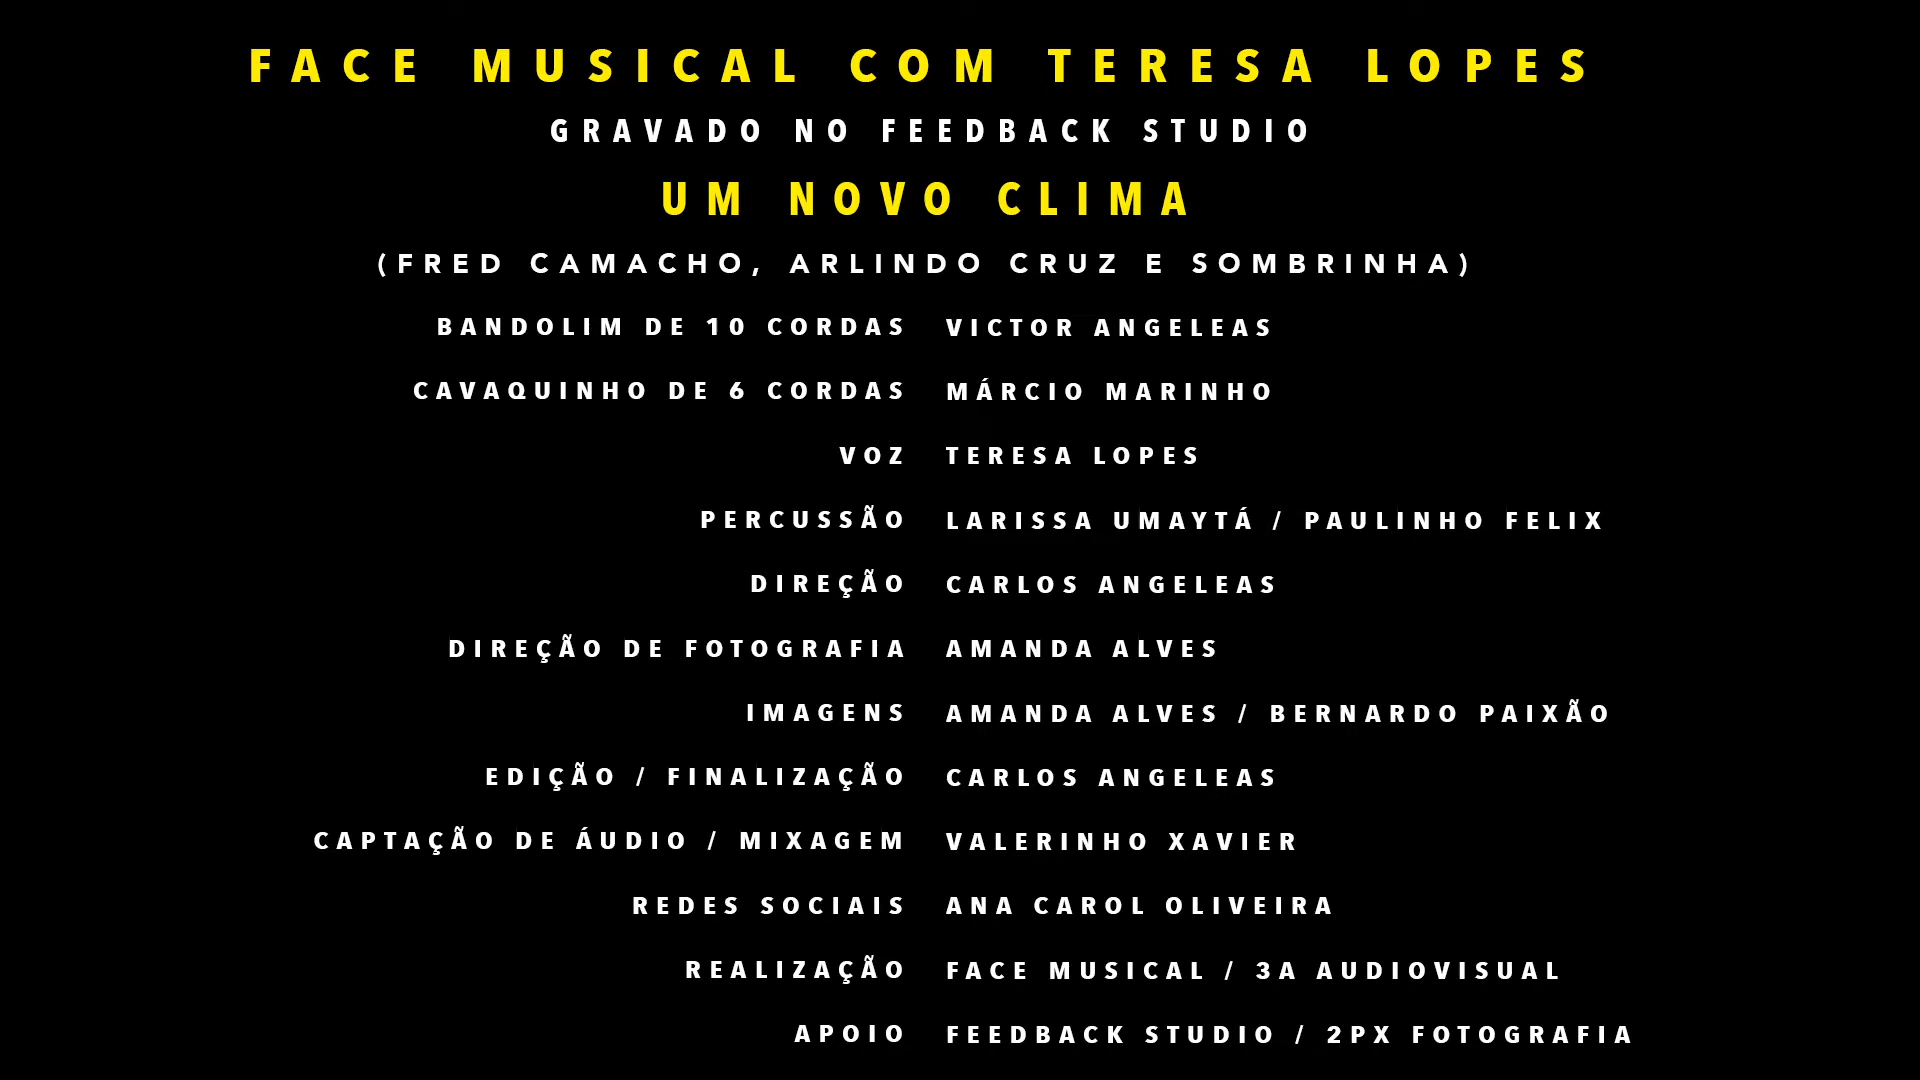 FACE MUSICAL COM TERESA LOPES
GRAVADO NO FEEDBACK STUDIO
UM NOVO CLIMA
(FRED CAMACHO, ARLINDO CRUZ E SOMBRINHA)
BANDOLIM DE 10 CORDAS VICTOR ANGELEAS
CAVAQUINHO DE 6 CORDAS MÁRCIO MARINHO
VOZ TERESA LOPES
PERCUSSÃO LARISSA UMAYTÁ / PAULINHO FELIX
DIREÇÃO CARLOS ANGELEAS
DIREÇÃO DE FOTOGRAFIA AMANDA ALVES
IMAGENS AMANDA ALVES / BERNARDO PAIXÃO
EDIÇÃO / FINALIZAÇÃO CARLOS ANGELEAS
CAPTAÇÃO DE ÁUDIO / MIXAGEM VALERINHO XAVIER
REDES SOCIAIS ANA CAROL OLIVEIRA
REALIZAÇÃO FACE MUSICAL / 3A AUDIOVISUAL
APOIO FEEDBACK STUDIO / 2PX FOTOGRAFIA